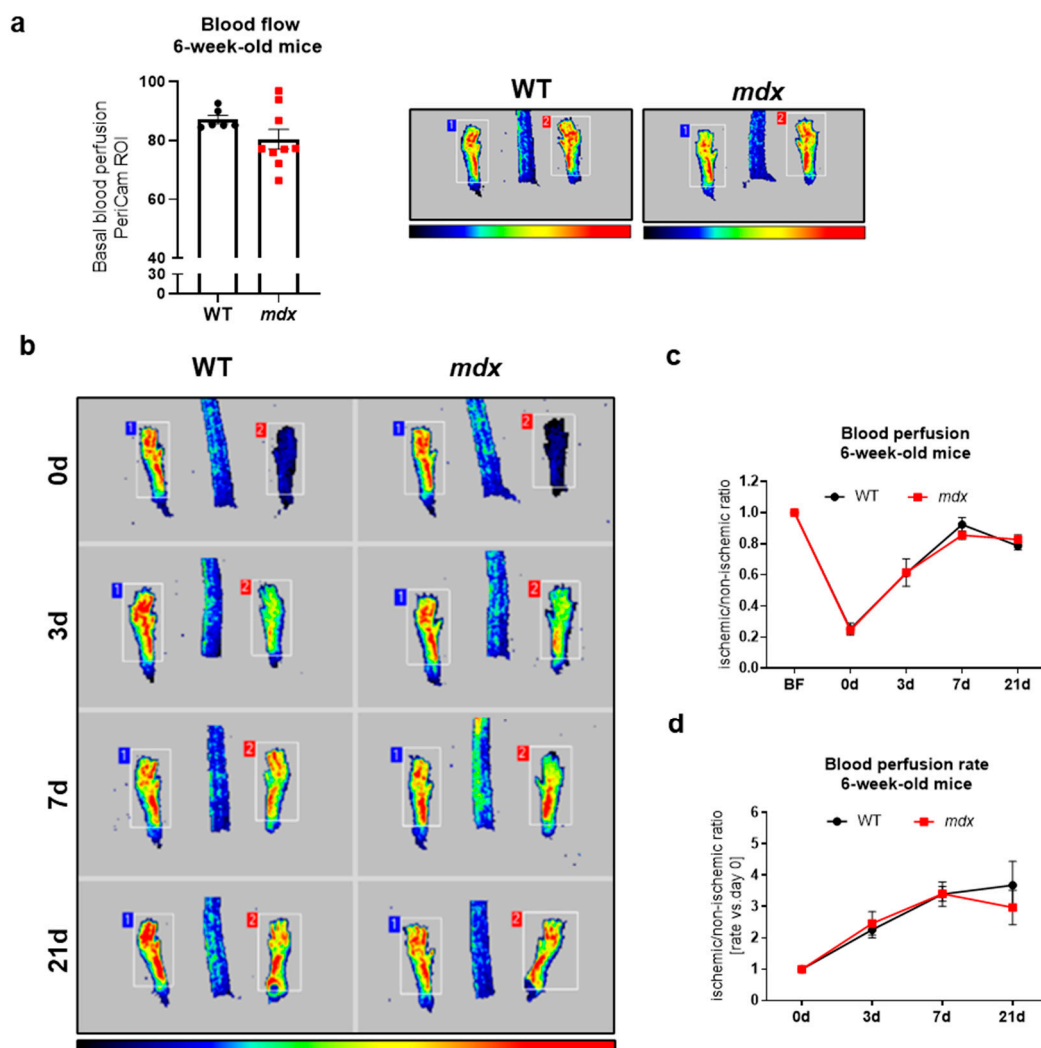 a
Blood flow
6-week-old mice
Basal blood perfusion
PeriCam ROI
100
80
60
40
30
0
WT
mdx
WT
mdx
1
2
1
2
b
WT
mdx
0d
1
2
1
2
3d
1
2
1
2
7d
1
2
1
2
21d
1
2
1
2
c
Blood perfusion
6-week-old mice
ischemic/non-ischemic ratio
WT
mdx
1.2
1.0
0.8
0.6
0.4
0.2
0.0
BF
0d
3d
7d
21d
d
Blood perfusion rate
6-week-old mice
ischemic/non-ischemic ratio
[rate vs.day 0]
WT
mdx
6
5
4
3
2
1
0
0d
3d
7d
21d